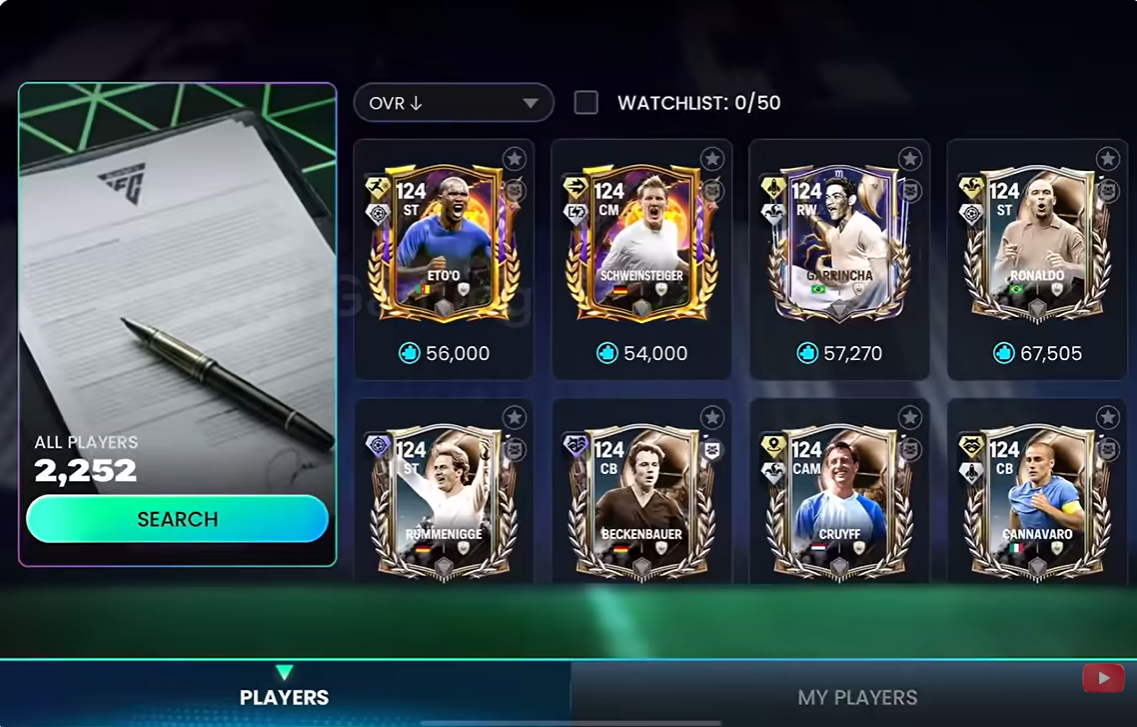 OVR ↓
WATCHLIST: 0/50
124
ST
ETO'O
56,000
124
CM
SCHWEINSTEIGER
54,000
124
RW
GARRINCHA
57,270
124
ST
RONALDO
67,505
FC
ALL PLAYERS
2,252
SEARCH
124
ST
RUMMENIGGE
124
CB
BECKENBAUER
124
CAM
CRUYFF
124
CB
CANNAVARO
PLAYERS
MY PLAYERS